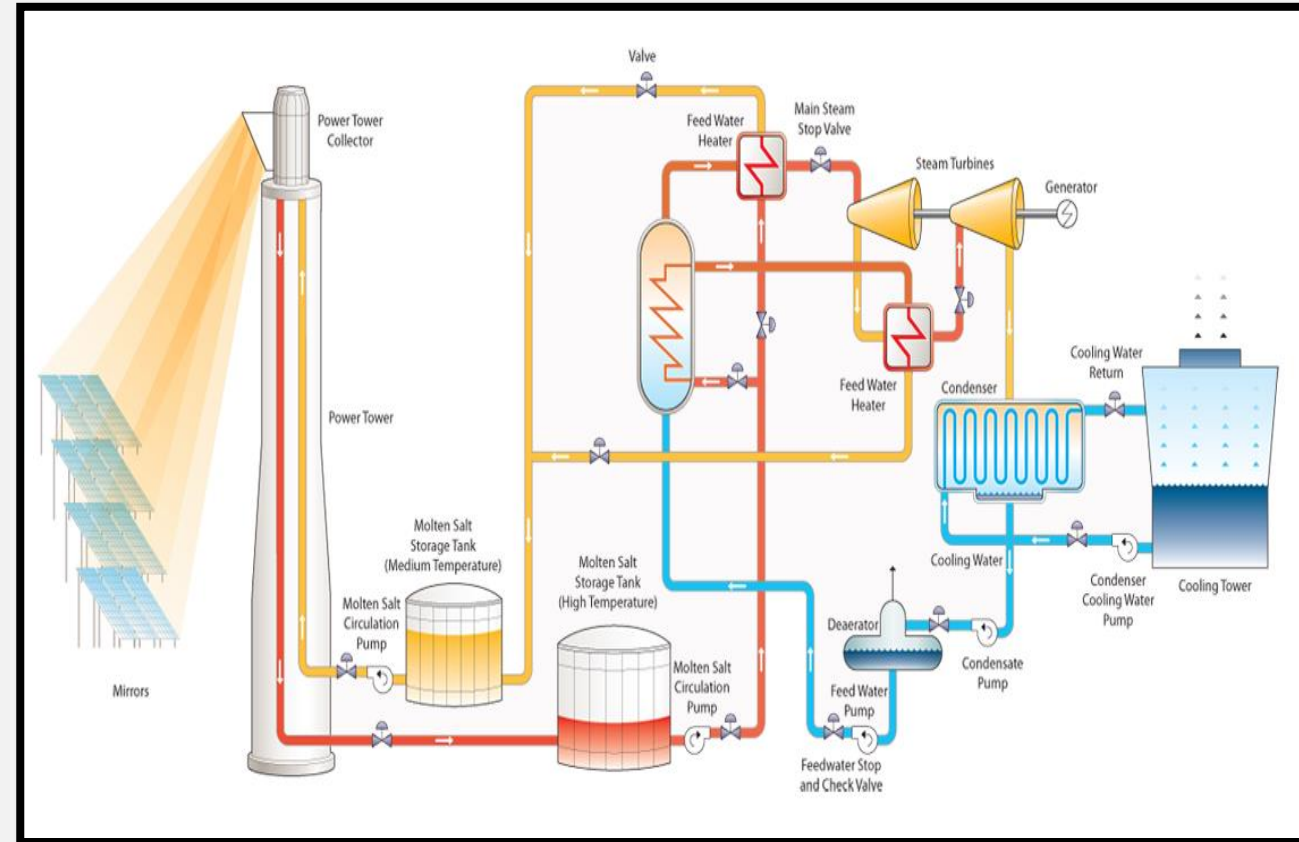 Valve
Power Tower
Collector
Feed Water
Heater
Main Steam
Stop Valve
Steam Turbines
Generator
Power Tower
Feed Water
Heater
Condenser
Cooling Water
Return
Molten Salt
Storage Tank
(Medium Temperature)
Molten Salt
Storage Tank
(High Temperature)
Molten Salt
Circulation
Pump
Molten Salt
Circulation
Pump
Mirrors
Cooling Water
Condenser
Cooling Water
Pump
Cooling Tower
Deaerator
Condensate
Pump
Feed Water
Pump
Feedwater Stop
and Check Valve